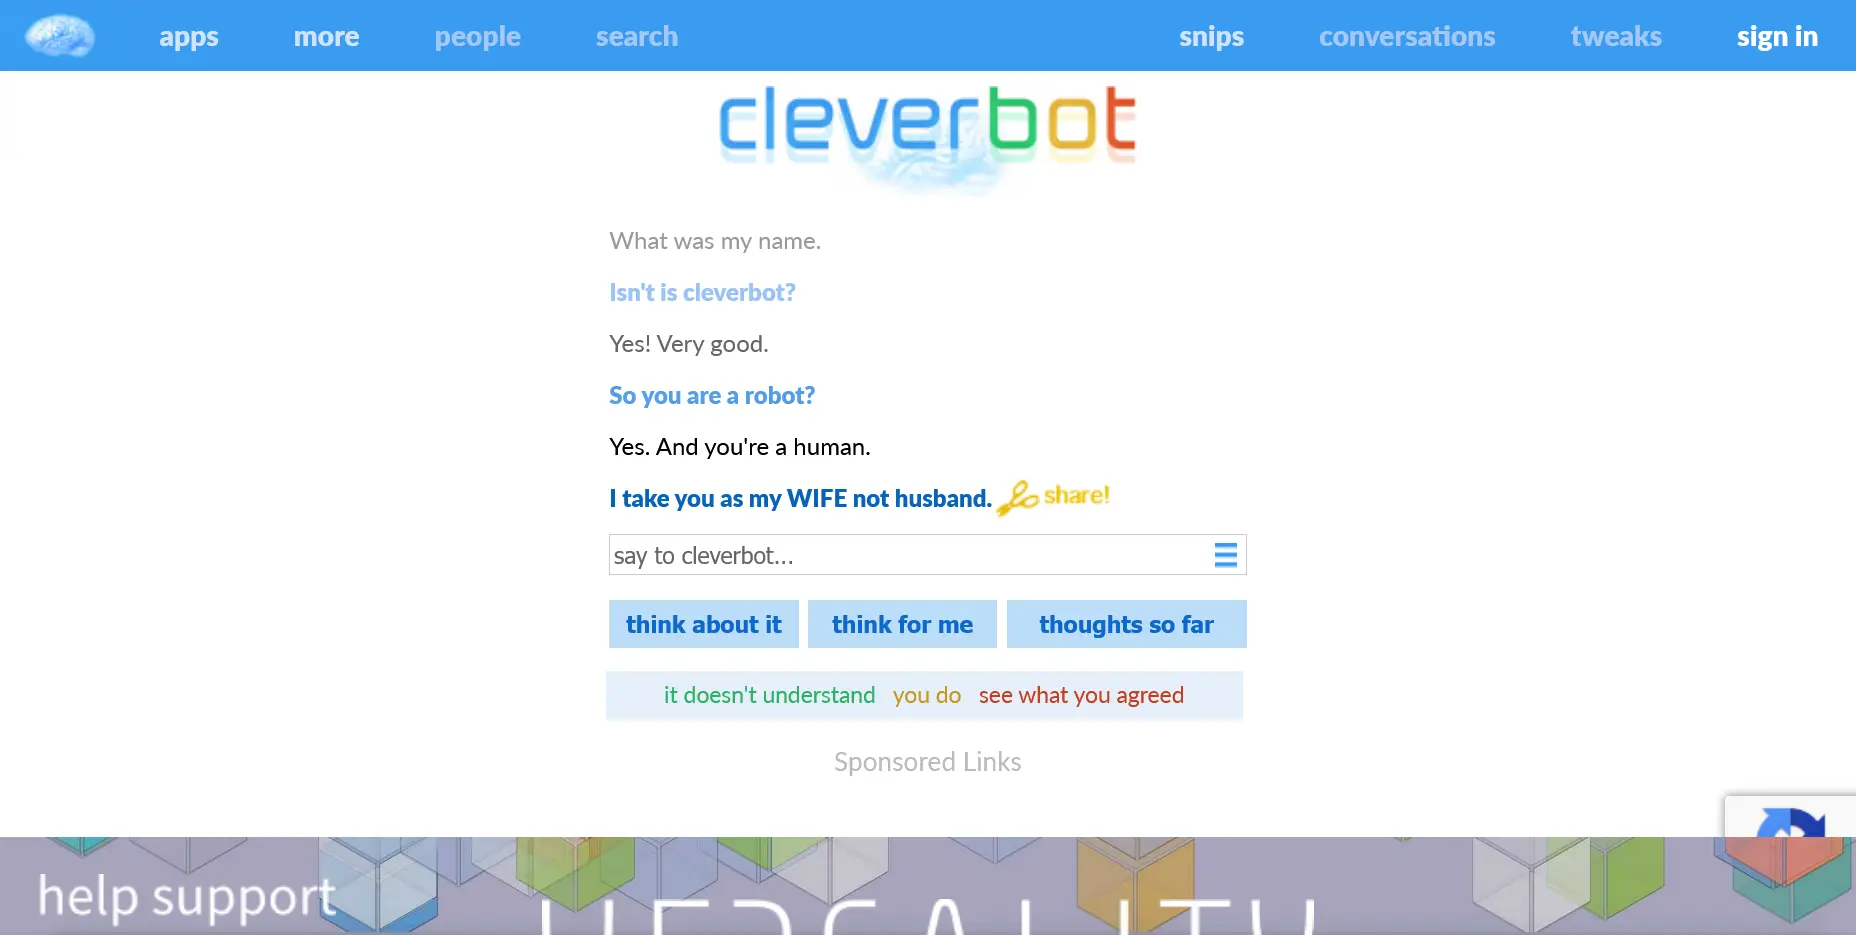 apps more people search snips conversations tweaks sign in
cleverbot
What was my name.
Isn't is cleverbot?
Yes! Very good.
So you are a robot?
Yes. And you're a human.
I take you as my WIFE not husband. share!
say to cleverbot...
think about it think for me thoughts so far
it doesn't understand you do see what you agreed
Sponsored Links
help support